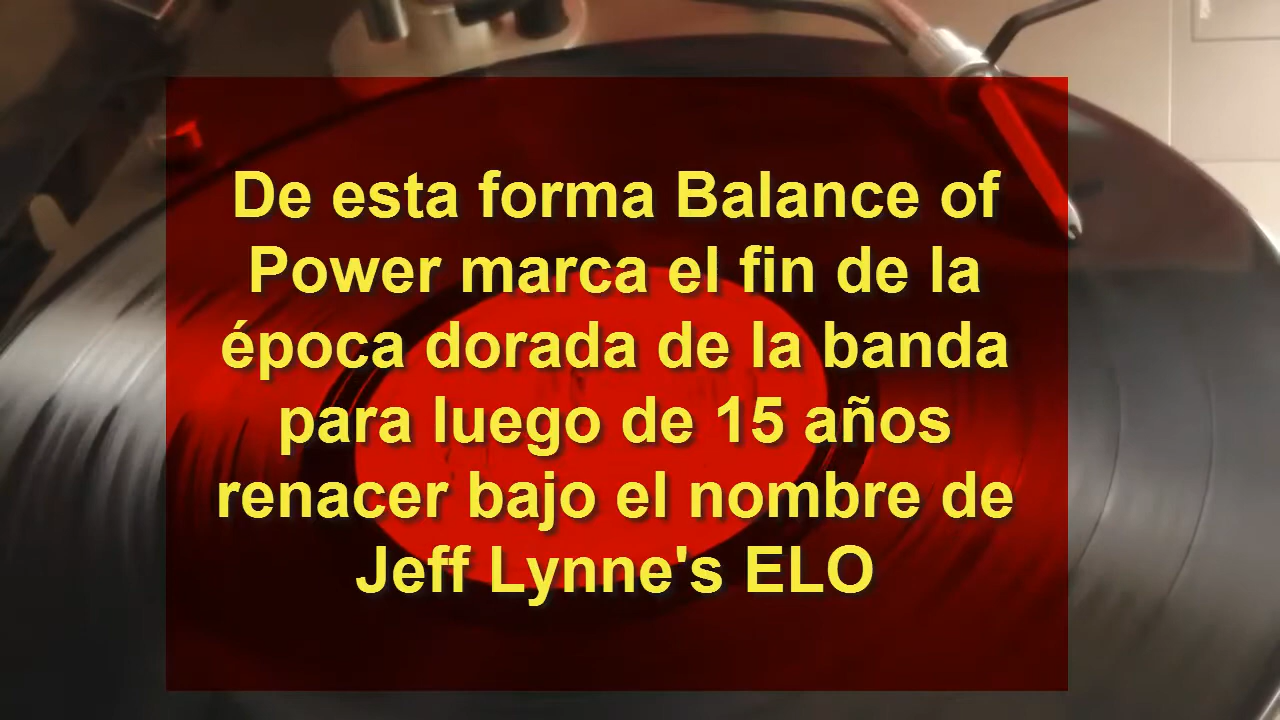 De esta forma Balance of
Power marca el fin de la
época dorada de la banda
para luego de 15 años
renacer bajo el nombre de
Jeff Lynne's ELO